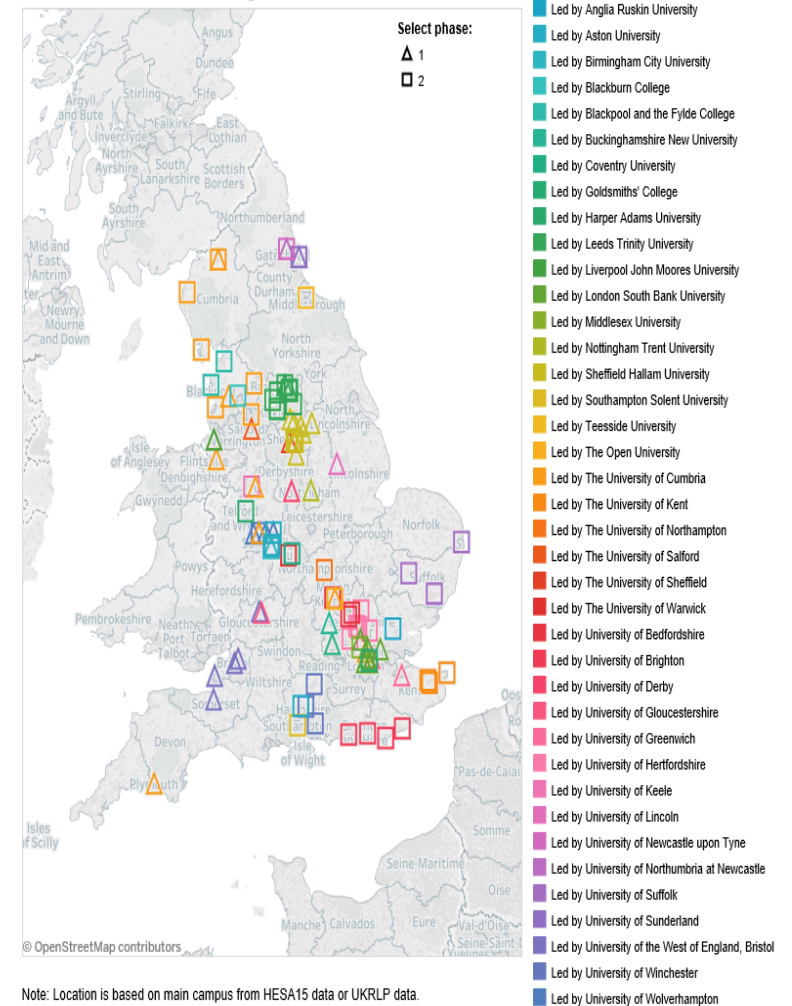 Select phase:
1
2
Angus
Dundee
Stirling
Fife
Argyll
and Bute
Falkirk
East
Lothian
Inverclyde
North
Ayrshire
South
Lanarkshire
Scottish
Borders
South
Ayrshire
Northumberland
Mid and
East
Antrim
County
Durham
Cumbria
Newry,
Mourne
and Down
North
Yorkshire
York
North
Lincolnshire
Isle
of Anglesey
Flints
Denbighshire
Derbyshire
Gwynedd
Leicestershire
Peterborough
Norfolk
Powys
Suffolk
Herefordshire
Pembrokeshire
Neath
Port
Talbot
Torfaen
Swindon
Reading
Wiltshire
Surrey
Kent
Isle
of Wight
Devon
Plymouth
Isles
of Scilly
Pas-de-Calai
Somme
Seine-Maritime
Oise
Manche
Calvados
Eure
Val-d'Oise
Seine-Saint-D
Yvelines
© OpenStreetMap contributors
Note: Location is based on main campus from HESA15 data or UKRLP data.
Led by Anglia Ruskin University
Led by Aston University
Led by Birmingham City University
Led by Blackburn College
Led by Blackpool and the Fylde College
Led by Buckinghamshire New University
Led by Coventry University
Led by Goldsmiths' College
Led by Harper Adams University
Led by Leeds Trinity University
Led by Liverpool John Moores University
Led by London South Bank University
Led by Middlesex University
Led by Nottingham Trent University
Led by Sheffield Hallam University
Led by Southampton Solent University
Led by Teesside University
Led by The Open University
Led by The University of Cumbria
Led by The University of Kent
Led by The University of Northampton
Led by The University of Salford
Led by The University of Sheffield
Led by The University of Warwick
Led by University of Bedfordshire
Led by University of Brighton
Led by University of Derby
Led by University of Gloucestershire
Led by University of Greenwich
Led by University of Hertfordshire
Led by University of Keele
Led by University of Lincoln
Led by University of Newcastle upon Tyne
Led by University of Northumbria at Newcastle
Led by University of Suffolk
Led by University of Sunderland
Led by University of the West of England, Bristol
Led by University of Winchester
Led by University of Wolverhampton